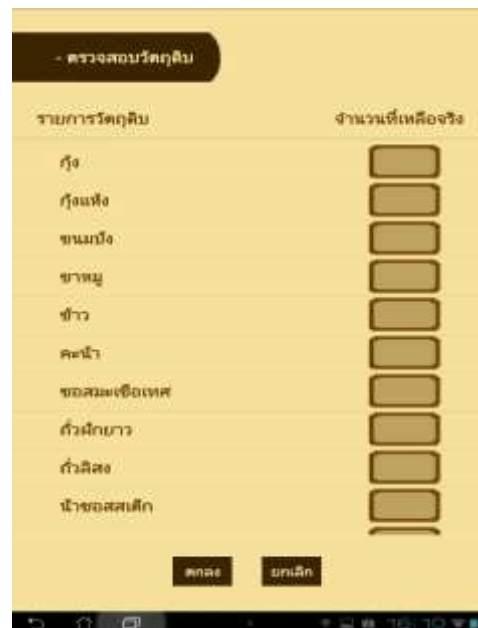 - ตรวจสอบวัตถุดิบ
รายการวัตถุดิบ จำนวนที่เหลือจริง
กุ้ง
กุ้งแห้ง
ขนมปัง
ขาหมู
ข้าว
คะน้า
ซอสมะเขือเทศ
ถั่วฝักยาว
ถั่วลิสง
น้ำซอสสเต๊ก
ตกลง ยกเลิก
16:10